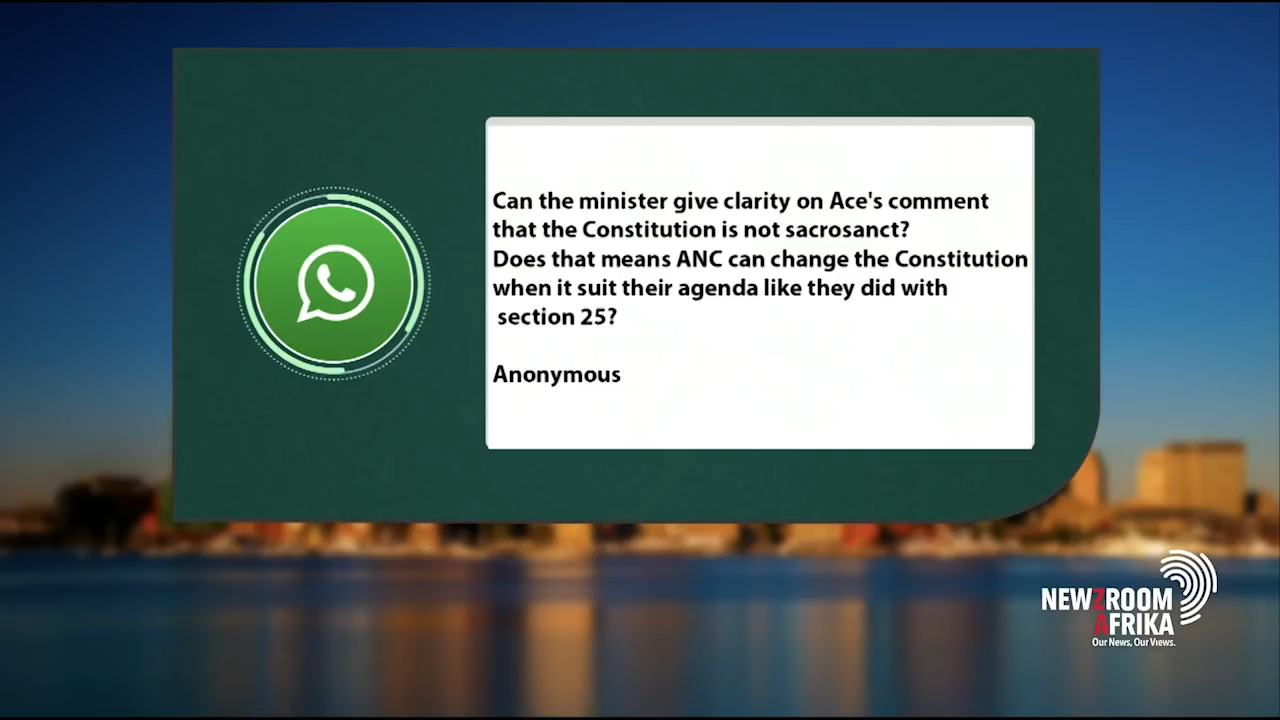 Can the minister give clarity on Ace's comment
that the Constitution is not sacrosanct?
Does that means ANC can change the Constitution
when it suit their agenda like they did with
section 25?
Anonymous
NEWZROOM
AFRIKA
Our News, Our Views.